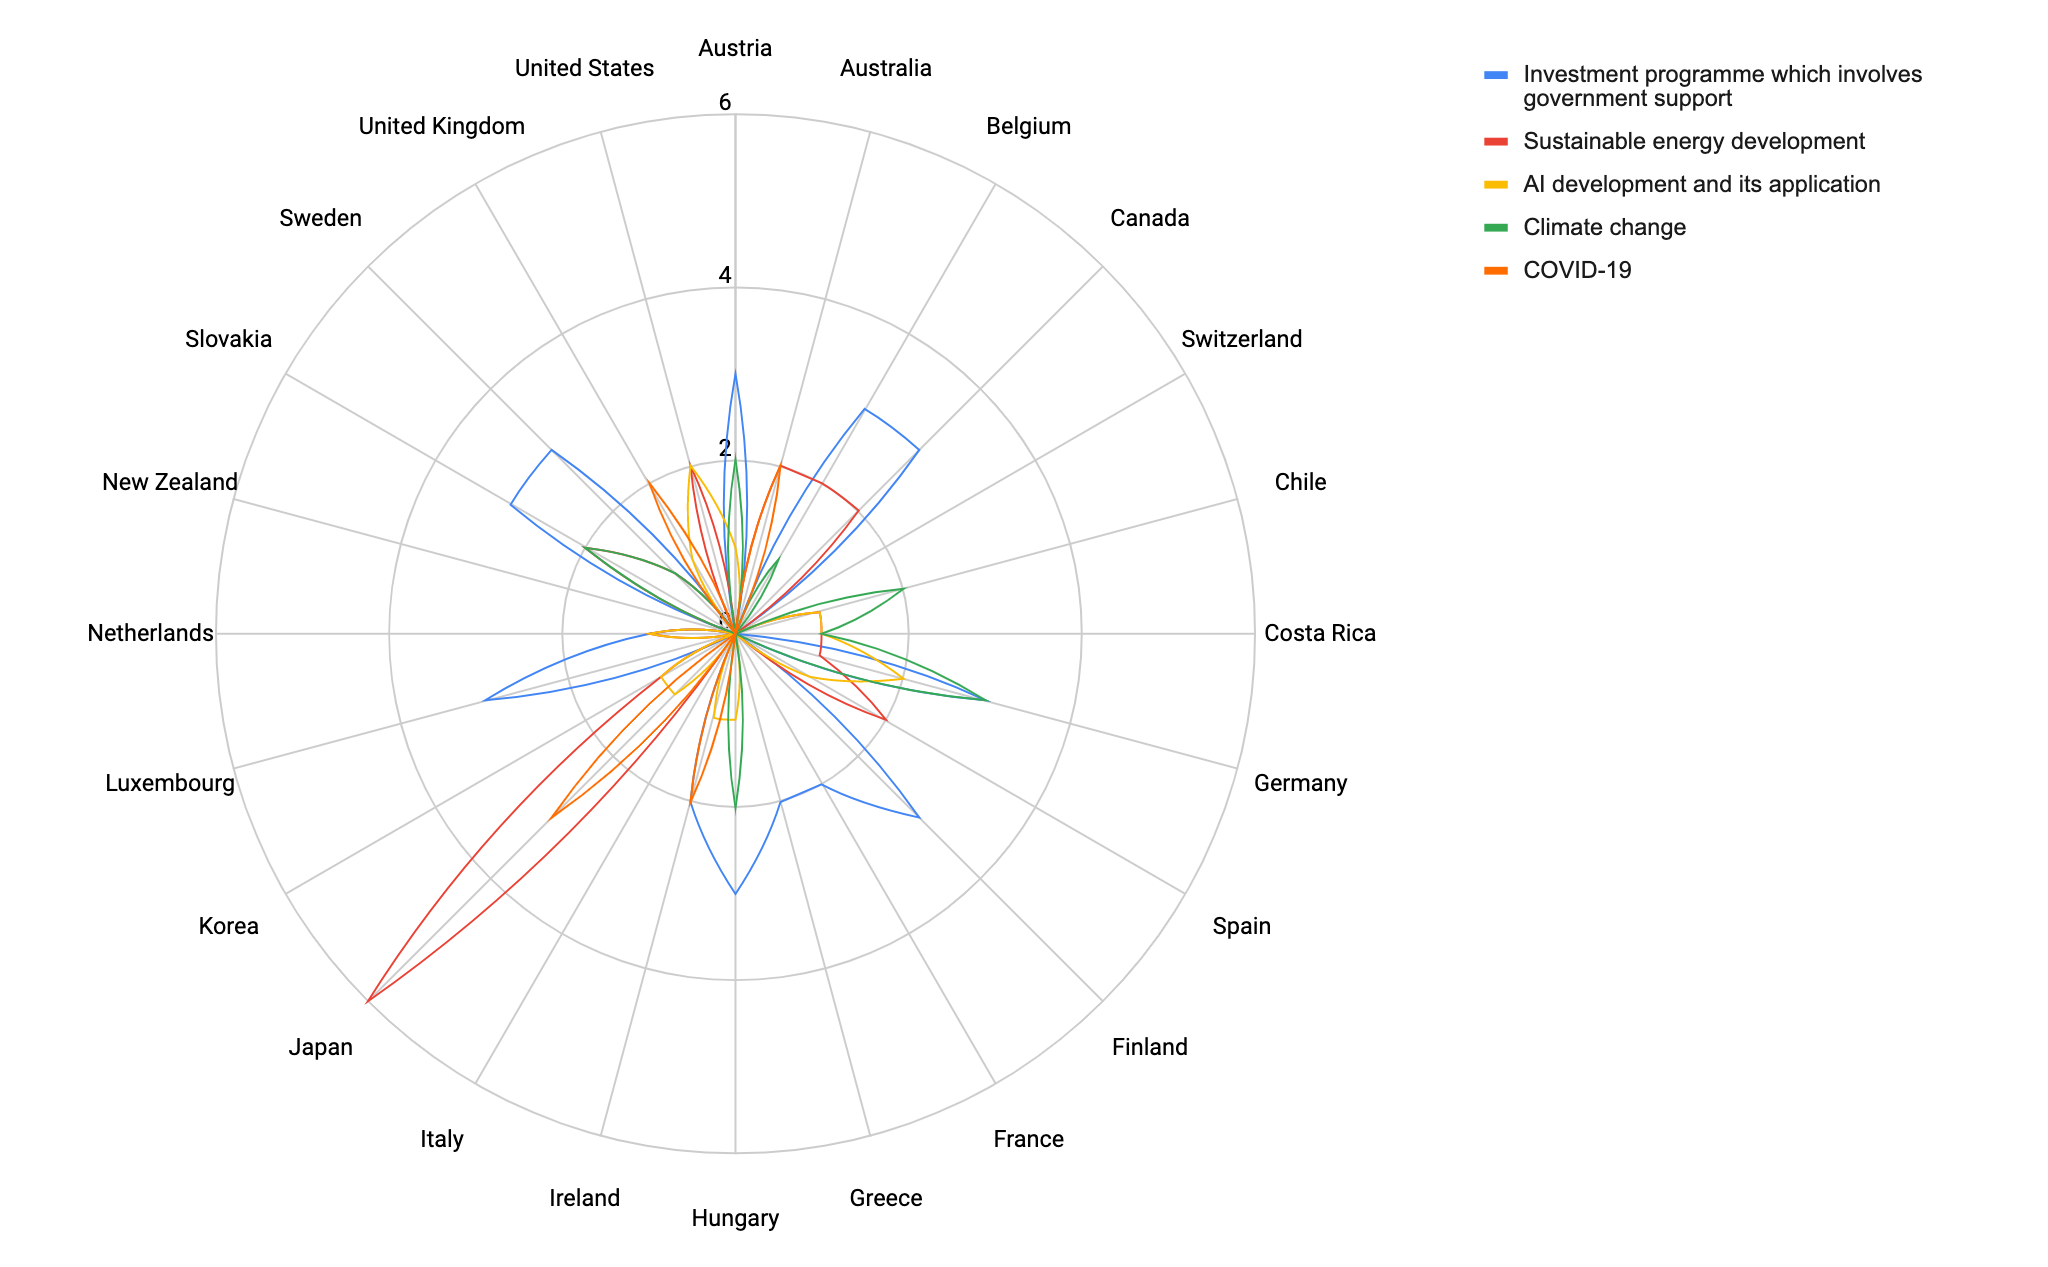 Austria
Australia
Belgium
Canada
Switzerland
Chile
Costa Rica
Germany
Spain
Finland
France
Greece
Hungary
Ireland
Italy
Japan
Korea
Luxembourg
Netherlands
New Zealand
Slovakia
Sweden
United Kingdom
United States
6
4
2
Investment programme which involves
government support
Sustainable energy development
AI development and its application
Climate change
COVID-19